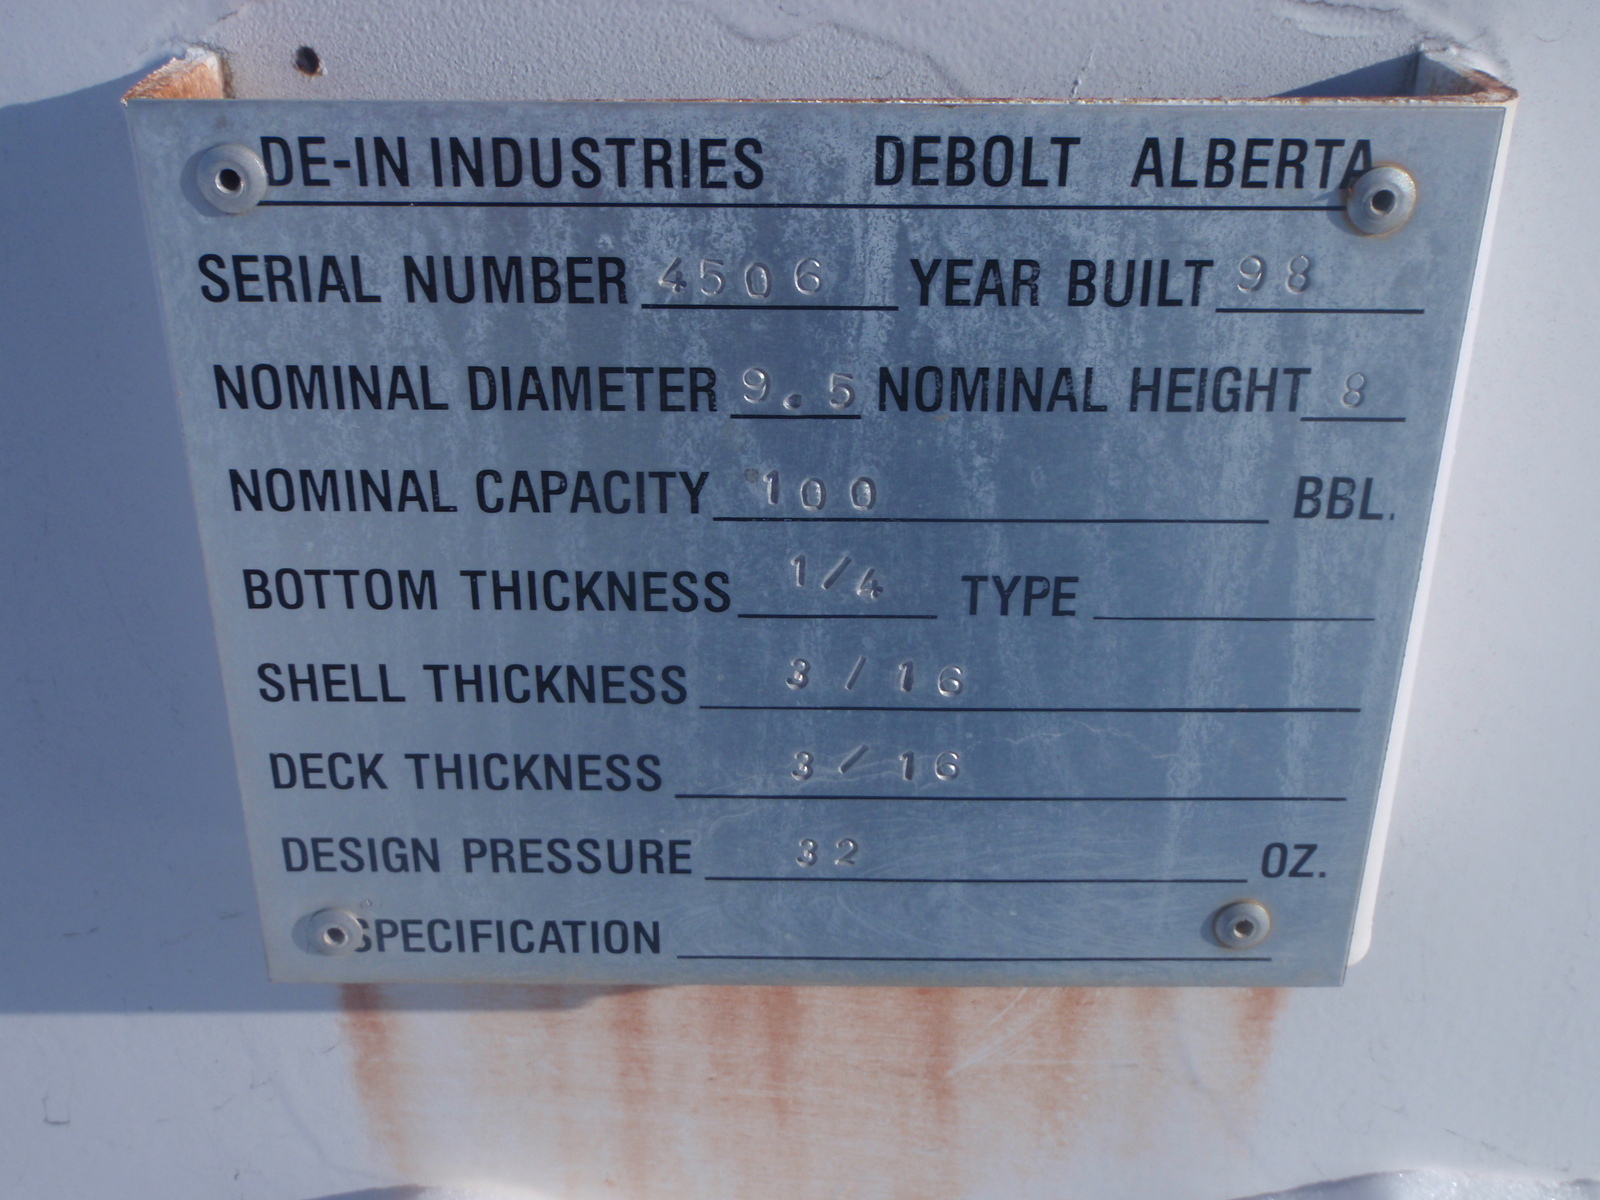 DE-IN INDUSTRIES DEBOLT ALBERTA
SERIAL NUMBER 4506 YEAR BUILT 98
NOMINAL DIAMETER 9.5 NOMINAL HEIGHT 8
NOMINAL CAPACITY 100 BBL.
BOTTOM THICKNESS 1/4 TYPE
SHELL THICKNESS 3/16
DECK THICKNESS 3/16
DESIGN PRESSURE 32 OZ.
SPECIFICATION